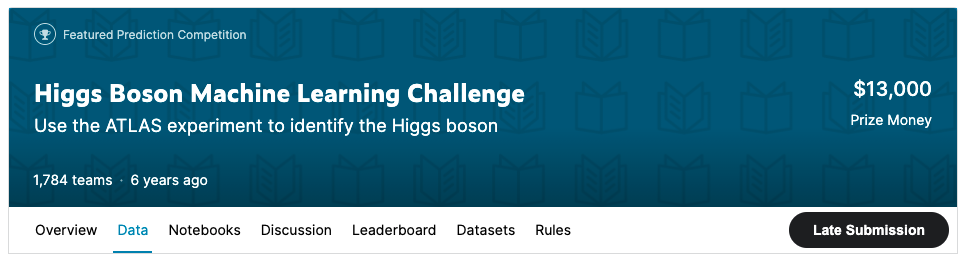 Featured Prediction Competition
Higgs Boson Machine Learning Challenge
Use the ATLAS experiment to identify the Higgs boson
$13,000
Prize Money
1,784 teams · 6 years ago
Overview Data Notebooks Discussion Leaderboard Datasets Rules Late Submission